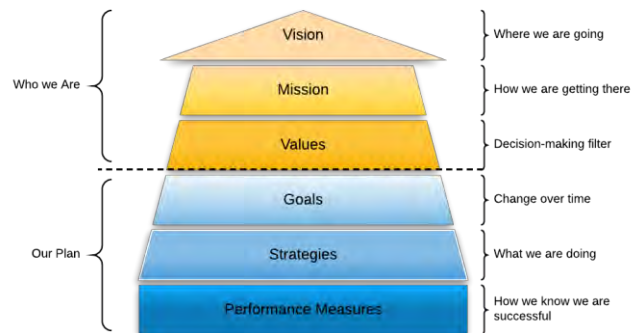 Vision
Where we are going
Who we Are
Mission
How we are getting there
Values
Decision-making filter
Goals
Change over time
Our Plan
Strategies
What we are doing
Performance Measures
How we know we are
successful